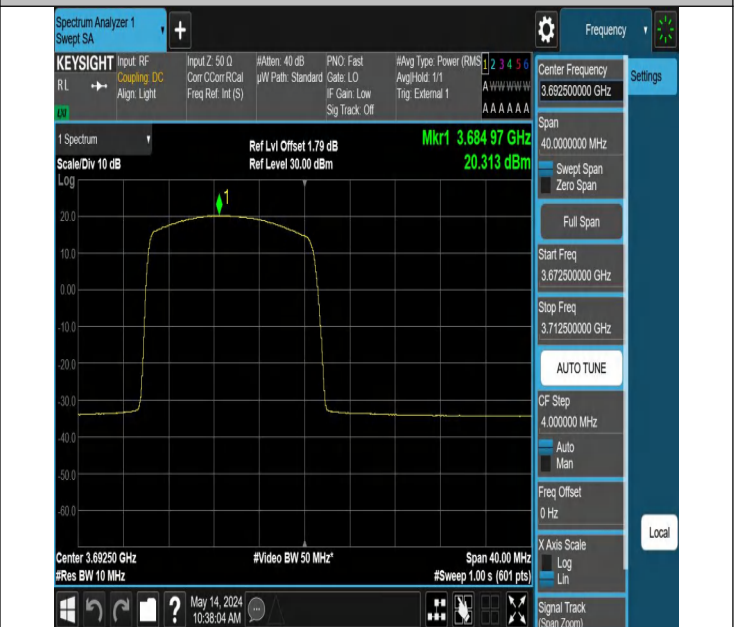 Spectrum Analyzer 1
Swept SA
+
Frequency
KEYSIGHT
RL
LXI
Input: RF
Coupling: DC
Align: Light
Input Z: 50 Ω
Corr CCorr RCal
Freq Ref: Int (S)
#Atten: 40 dB
µW Path: Standard
PNO: Fast
Gate: LO
IF Gain: Low
Sig Track: Off
#Avg Type: Power (RMS
Avg|Hold: 1/1
Trig: External 1
1 2 3 4 5 6
A W W W W W
A A A A A A
1 Spectrum
Scale/Div 10 dB
Log
Ref Lvl Offset 1.79 dB
Ref Level 30.00 dBm
Mkr1 3.684 97 GHz
20.313 dBm
1
20.0
10.0
0.00
-10.0
-20.0
-30.0
-40.0
-50.0
-60.0
Center 3.69250 GHz
#Res BW 10 MHz
#Video BW 50 MHz*
Span 40.00 MHz
#Sweep 1.00 s (601 pts)
Center Frequency
3.692500000 GHz
Settings
Span
40.0000000 MHz
Swept Span
Zero Span
Full Span
Start Freq
3.672500000 GHz
Stop Freq
3.712500000 GHz
AUTO TUNE
CF Step
4.000000 MHz
Auto
Man
Freq Offset
0 Hz
X Axis Scale
Log
Lin
Local
Signal Track
(Span Zoom)
?
May 14, 2024
10:38:04 AM